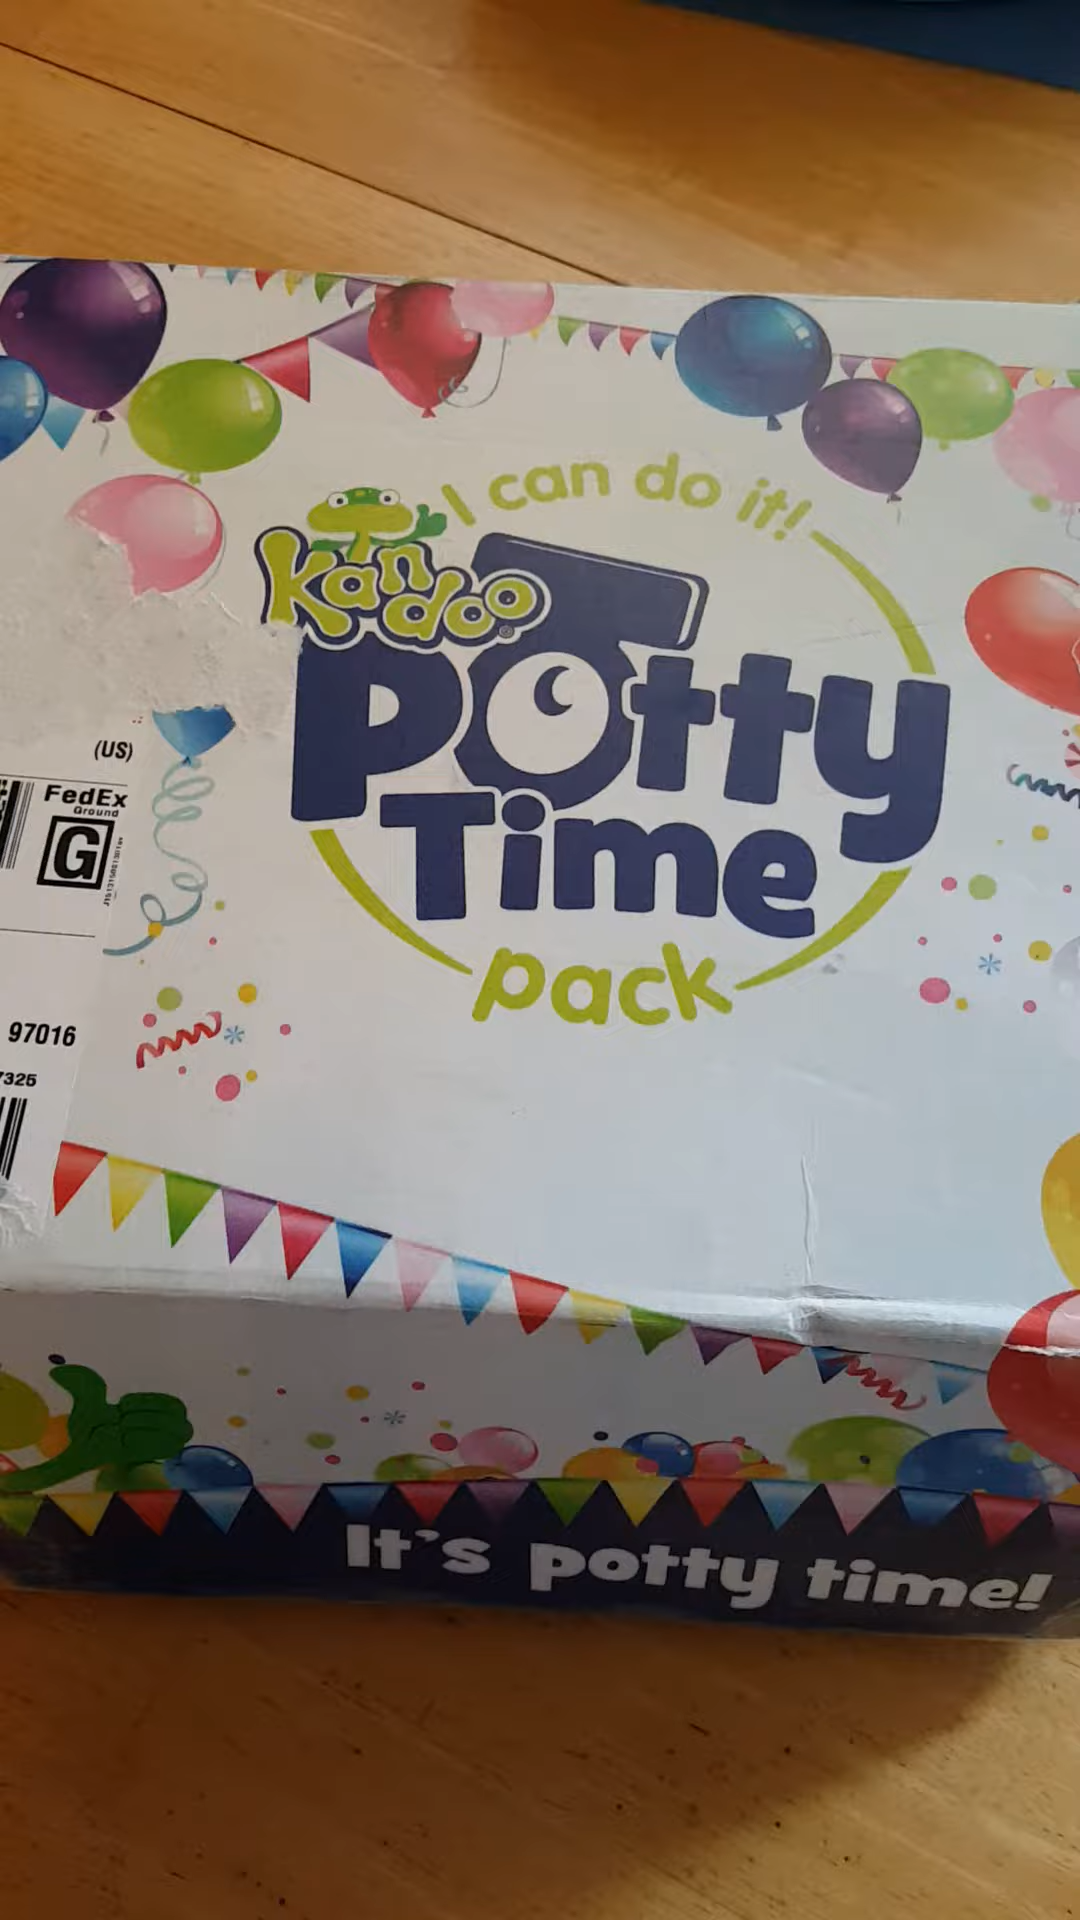 I can do it!
Kandoo®
Potty
Time
pack
(US)
FedEx
Ground
G
97016
7325
It's potty time!